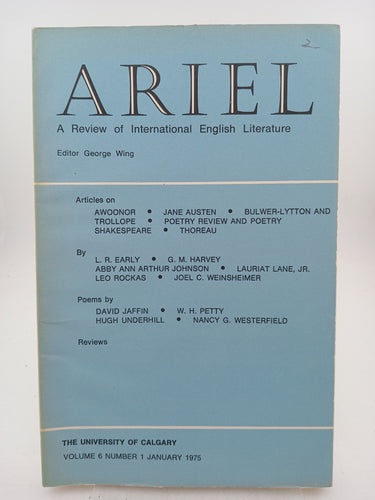 2-
ARIEL
A Review of International English Literature
Editor George Wing
Articles on
AWOONOR • JANE AUSTEN • BULWER-LYTTON AND
TROLLOPE • POETRY REVIEW AND POETRY
SHAKESPEARE • THOREAU
By
L. R. EARLY • G. M. HARVEY
ABBY ANN ARTHUR JOHNSON • LAURIAT LANE, JR.
LEO ROCKAS • JOEL C. WEINSHEIMER
Poems by
DAVID JAFFIN • W. H. PETTY
HUGH UNDERHILL • NANCY G. WESTERFIELD
Reviews
THE UNIVERSITY OF CALGARY
VOLUME 6 NUMBER 1 JANUARY 1975